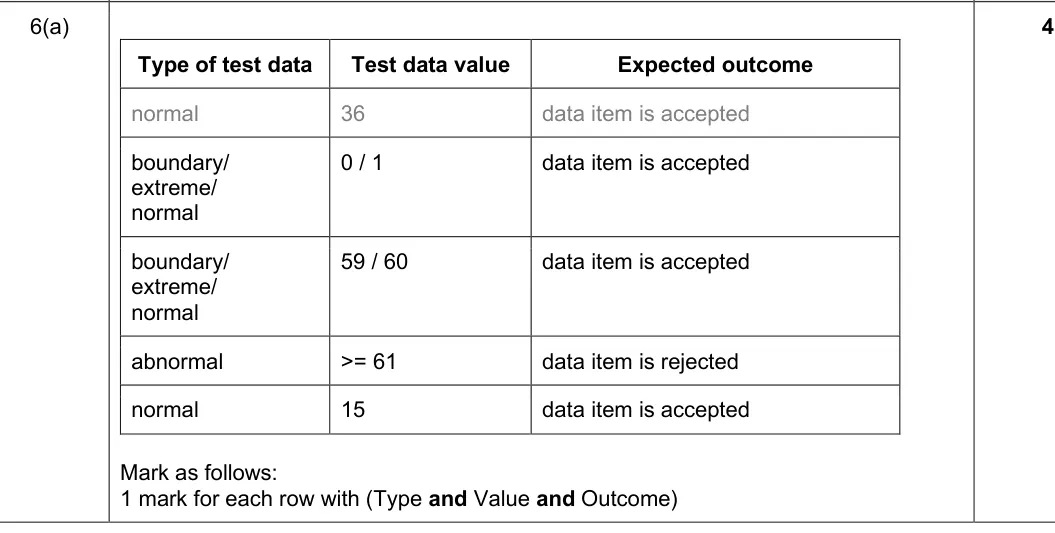 6(a)
4
Type of test data Test data value Expected outcome
normal 36 data item is accepted
boundary/ 0 / 1 data item is accepted
extreme/
normal
boundary/ 59 / 60 data item is accepted
extreme/
normal
abnormal >= 61 data item is rejected
normal 15 data item is accepted
Mark as follows:
1 mark for each row with (Type and Value and Outcome)